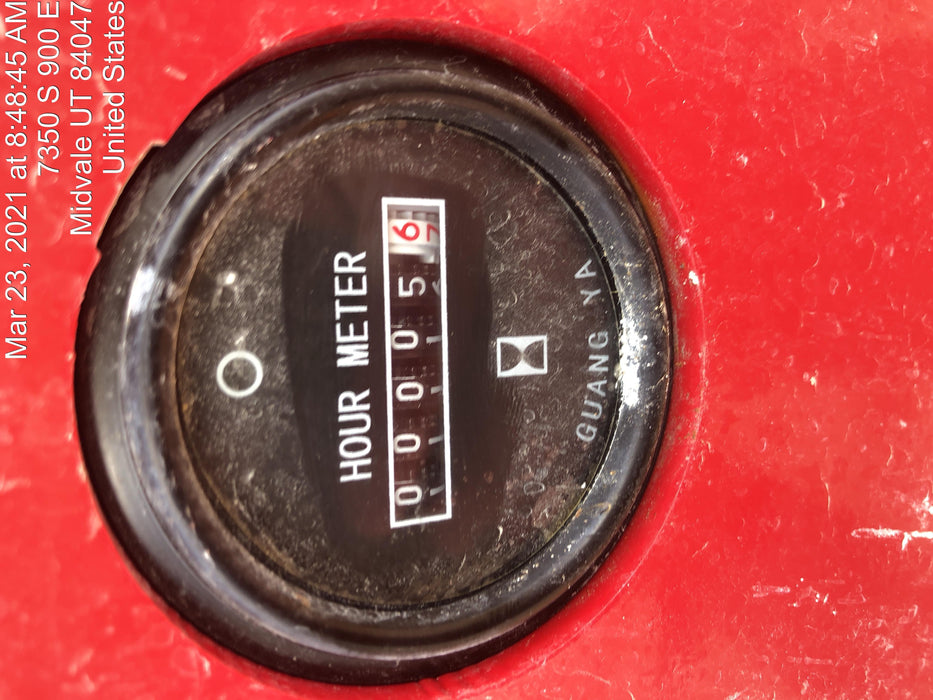 Mar 23, 2021 at 8:48:45 AM
7350 S 900 E
Midvale UT 84047
United States
HOUR METER
000056
7
GUANG YA